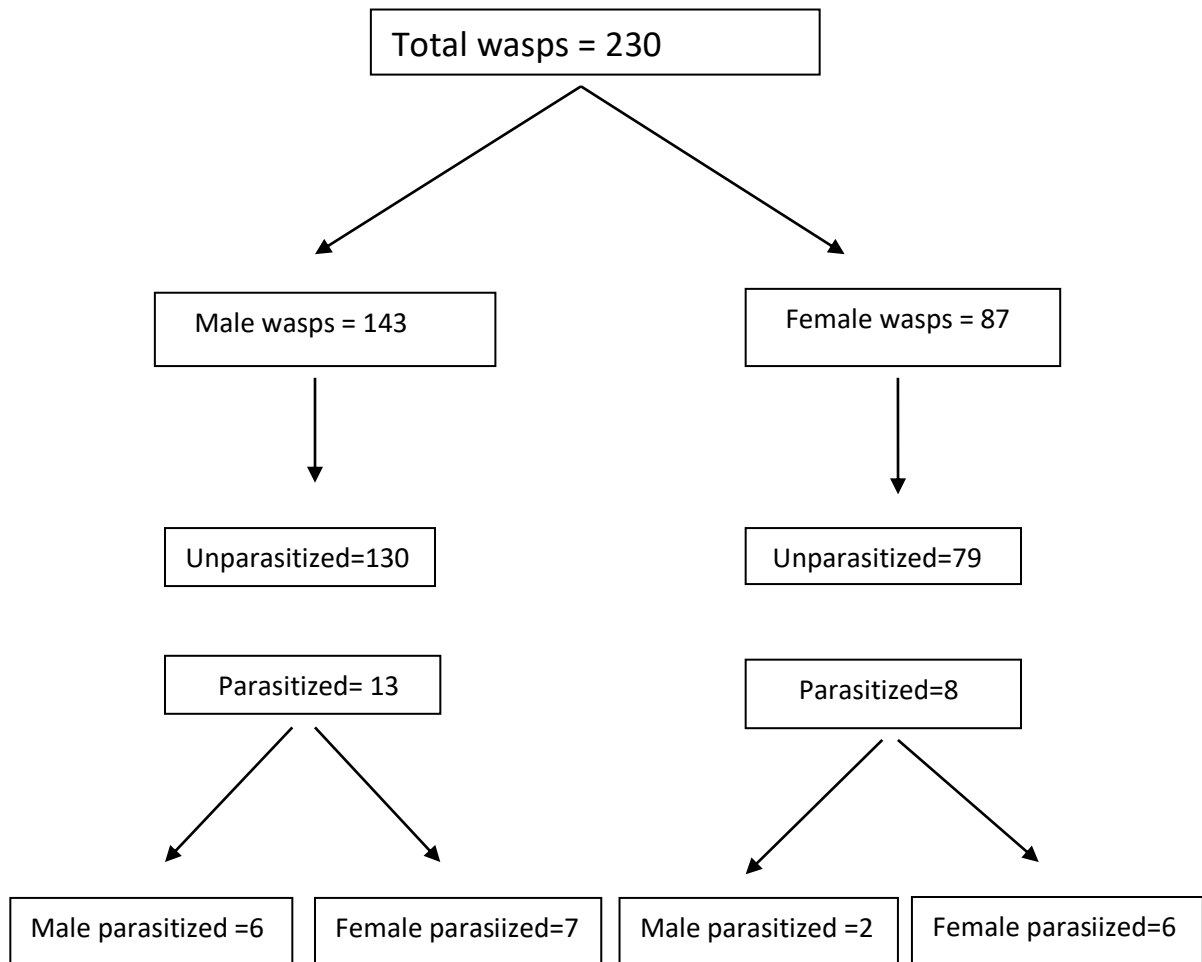 Total wasps = 230
Male wasps = 143
Female wasps = 87
Unparasitized=130
Unparasitized=79
Parasitized= 13
Parasitized=8
Male parasitized =6
Female parasiized=7
Male parasitized =2
Female parasiized=6